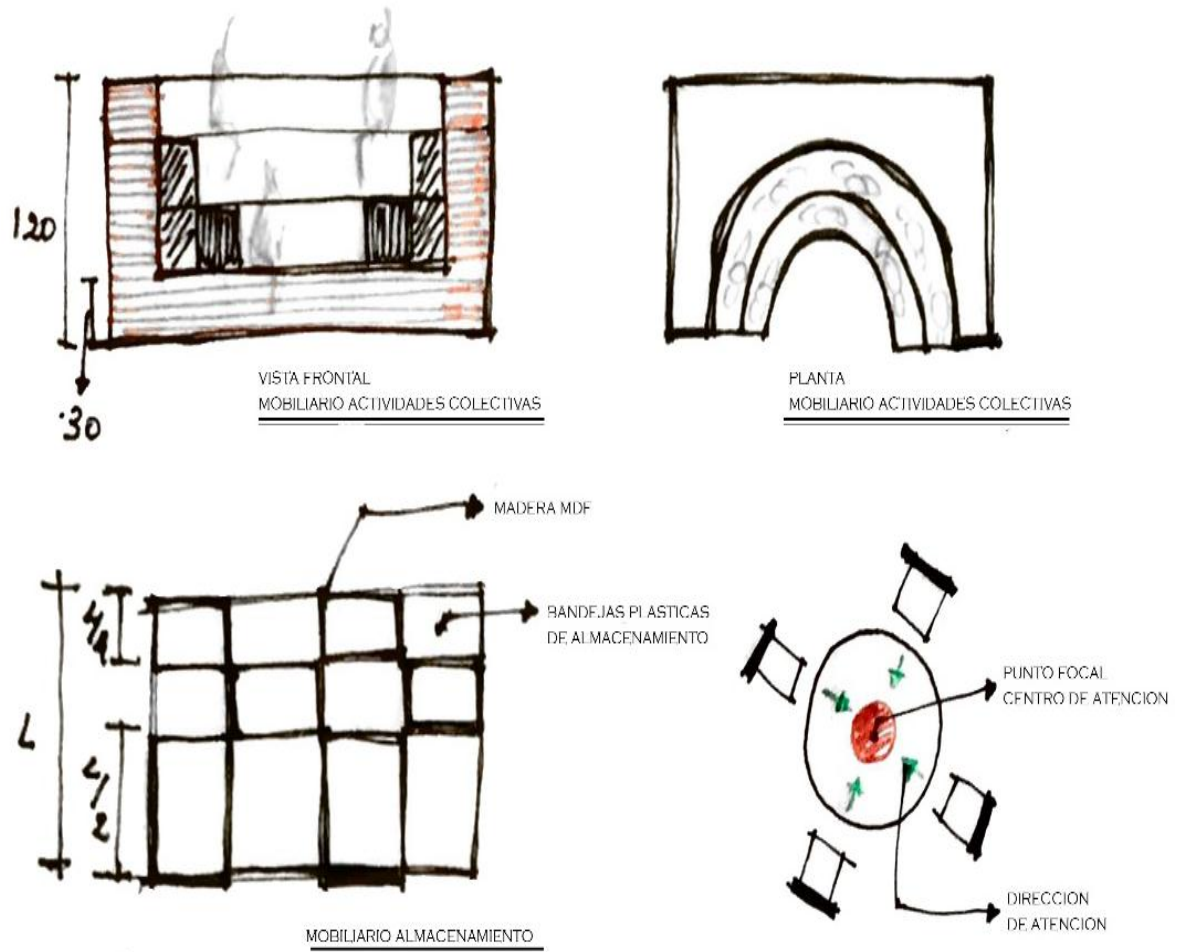 120
30
VISTA FRONTAL
MOBILIARIO ACTIVIDADES COLECTIVAS
PLANTA
MOBILIARIO ACTIVIDADES COLECTIVAS
MADERA MDF
BANDEJAS PLASTICAS
DE ALMACENAMIENTO
L/4
L
L/2
MOBILIARIO ALMACENAMIENTO
PUNTO FOCAL
CENTRO DE ATENCION
DIRECCION
DE ATENCION